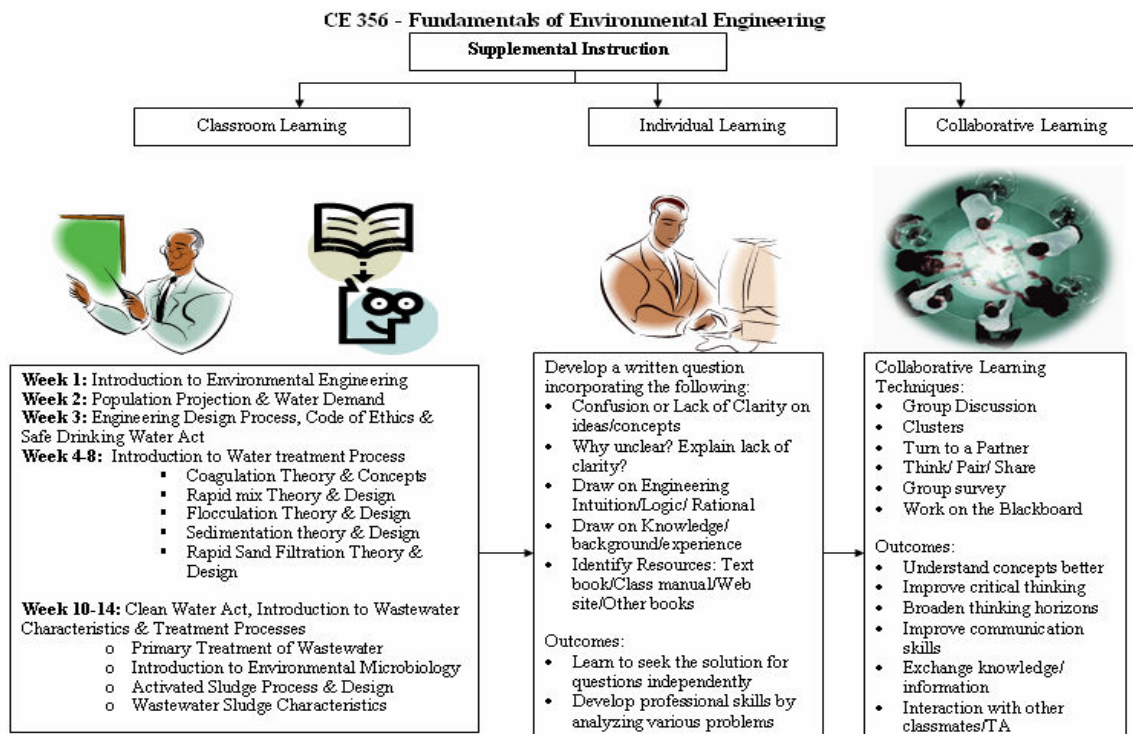 CE 356 - Fundamentals of Environmental Engineering
Supplemental Instruction
Classroom Learning
Individual Learning
Collaborative Learning
Week 1: Introduction to Environmental Engineering
Week 2: Population Projection & Water Demand
Week 3: Engineering Design Process, Code of Ethics &
Safe Drinking Water Act
Week 4-8: Introduction to Water treatment Process
▪ Coagulation Theory & Concepts
▪ Rapid mix Theory & Design
▪ Flocculation Theory & Design
▪ Sedimentation theory & Design
▪ Rapid Sand Filtration Theory &
Design
Week 10-14: Clean Water Act, Introduction to Wastewater
Characteristics & Treatment Processes
o Primary Treatment of Wastewater
o Introduction to Environmental Microbiology
o Activated Sludge Process & Design
o Wastewater Sludge Characteristics
Develop a written question
incorporating the following:
• Confusion or Lack of Clarity on
ideas/concepts
• Why unclear? Explain lack of
clarity?
• Draw on Engineering
Intuition/Logic/ Rational
• Draw on Knowledge/
background/experience
• Identify Resources: Text
book/Class manual/Web
site/Other books
Outcomes:
• Learn to seek the solution for
questions independently
• Develop professional skills by
analyzing various problems
Collaborative Learning
Techniques:
• Group Discussion
• Clusters
• Turn to a Partner
• Think/ Pair/ Share
• Group survey
• Work on the Blackboard
Outcomes:
• Understand concepts better
• Improve critical thinking
• Broaden thinking horizons
• Improve communication
skills
• Exchange knowledge/
information
• Interaction with other
classmates/TA